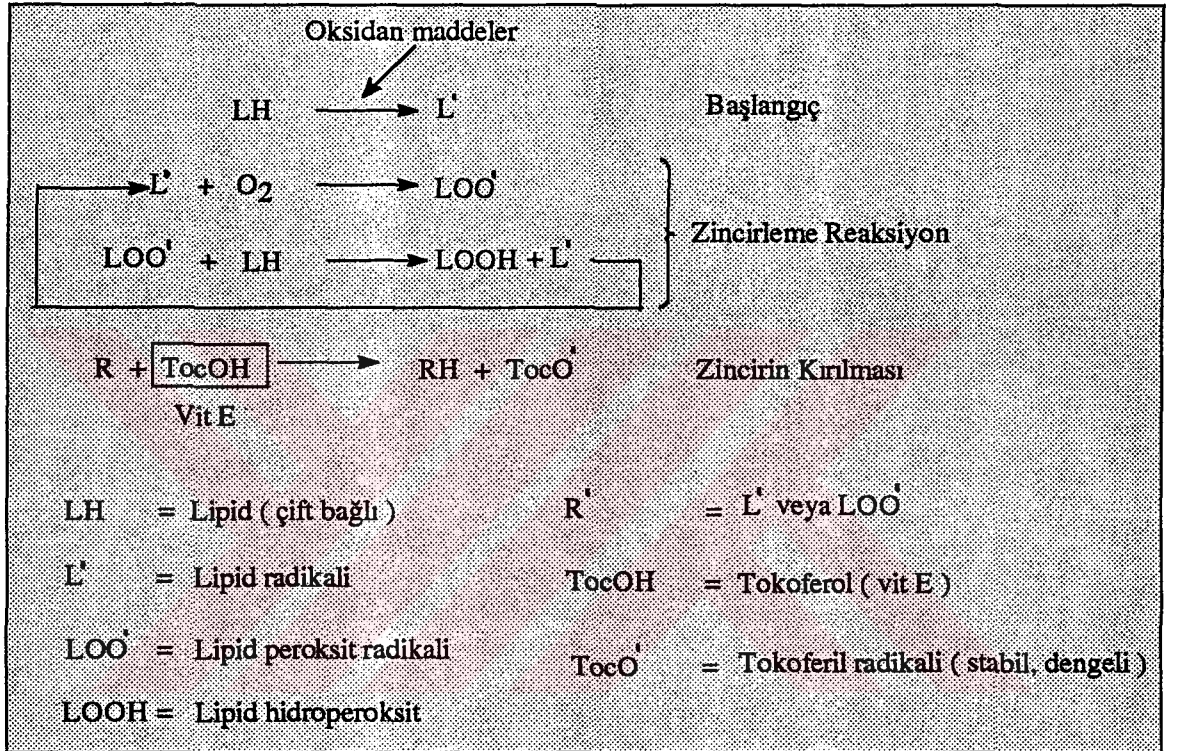 Oksidan maddeler
LH → L' Başlangıç
L' + O₂ → LOO'
Zincirleme Reaksiyon
LOO' + LH → LOOH + L'
R + TocOH → RH + TocO' Zincirin Kırılması
Vit E
LH = Lipid ( çift bağlı ) R' = L' veya LOO'
L' = Lipid radikali TocOH = Tokoferol ( vit E )
LOO' = Lipid peroksit radikali TocO' = Tokoferil radikali ( stabil, dengeli )
LOOH = Lipid hidroperoksit